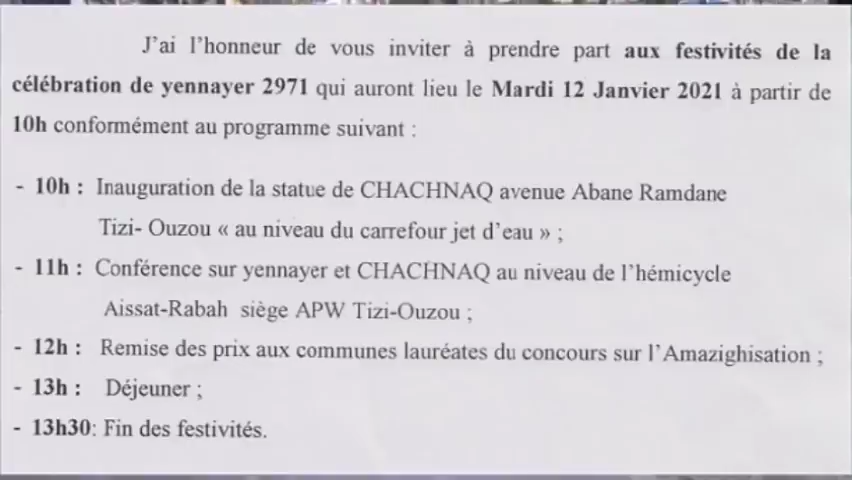 J'ai l'honneur de vous inviter à prendre part aux festivités de la
célébration de yennayer 2971 qui auront lieu le Mardi 12 Janvier 2021 à partir de
10h conformément au programme suivant :
- 10h : Inauguration de la statue de CHACHNAQ avenue Abane Ramdane
Tizi- Ouzou « au niveau du carrefour jet d'eau » ;
- 11h : Conférence sur yennayer et CHACHNAQ au niveau de l'hémicycle
Aissat-Rabah siège APW Tizi-Ouzou ;
- 12h : Remise des prix aux communes lauréates du concours sur l'Amazighisation ;
- 13h : Déjeuner ;
- 13h30: Fin des festivités.